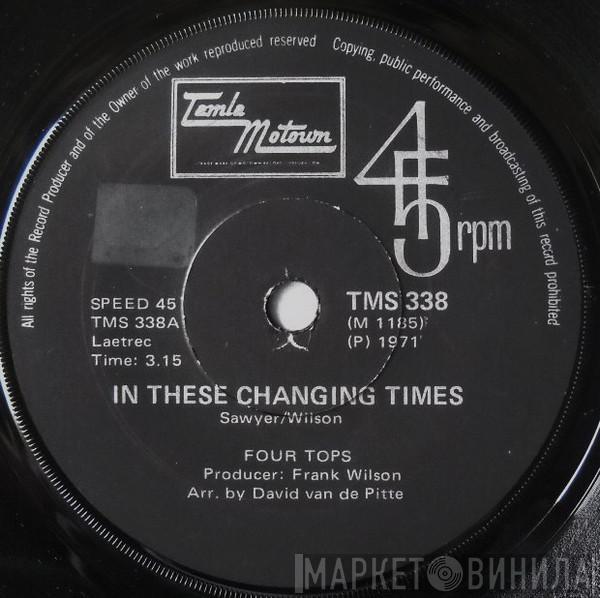 All rights of the Record Producer and of the Owner of the work reproduced reserved Copying, public performance and broadcasting of this record prohibited
Tamla
Motown
45 rpm
SPEED 45
TMS 338A
Laetrec
Time: 3.15
TMS 338
(M 1185)
(P) 1971
IN THESE CHANGING TIMES
Sawyer/Wilson
FOUR TOPS
Producer: Frank Wilson
Arr. by David van de Pitte
МАРКЕТ ВИНИЛА